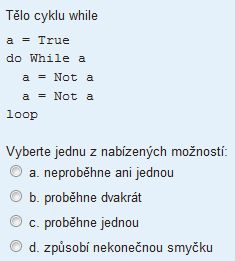 Tělo cyklu while
a = True
do While a
  a = Not a
  a = Not a
loop
Vyberte jednu z nabízených možností:
a. neproběhne ani jednou
b. proběhne dvakrát
c. proběhne jednou
d. způsobí nekonečnou smyčku